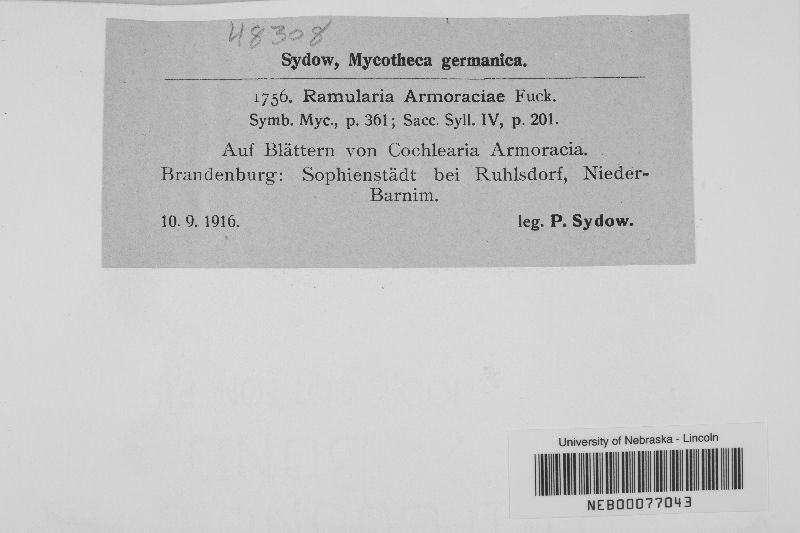 48308
Sydow, Mycotheca germanica.
1756. Ramularia Armoraciae Fuck.
Symb. Myc., p. 361; Sacc. Syll. IV, p. 201.
Auf Blättern von Cochlearia Armoracia.
Brandenburg: Sophienstädt bei Ruhlsdorf, Nieder-
Barnim.
10. 9. 1916. leg. P. Sydow.
University of Nebraska - Lincoln
NEB00077043